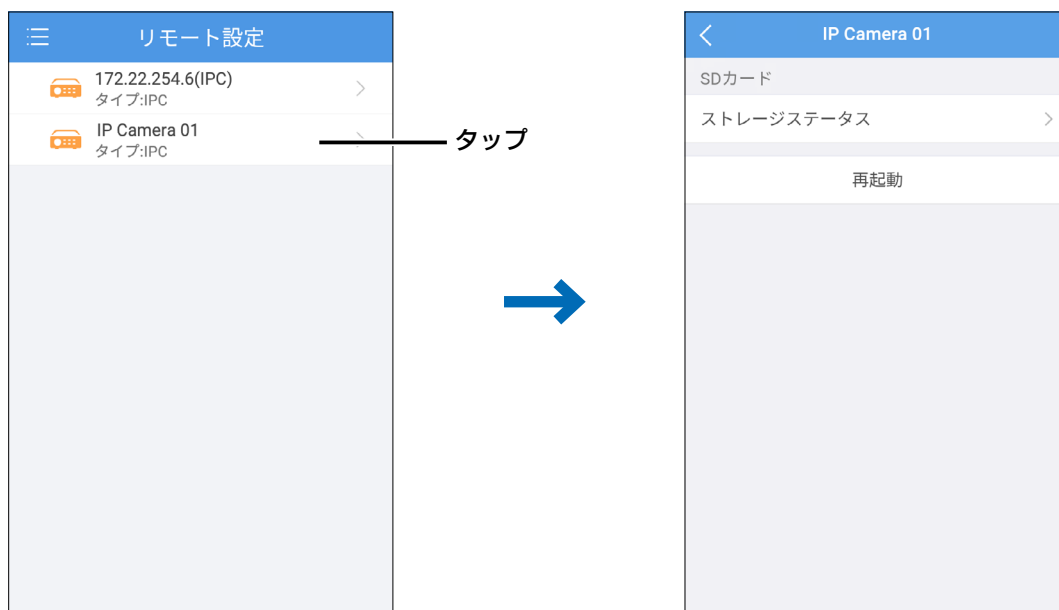 リモート設定
172.22.254.6(IPC)
タイプ:IPC
IP Camera 01
タイプ:IPC
タップ
IP Camera 01
SDカード
ストレージステータス
再起動